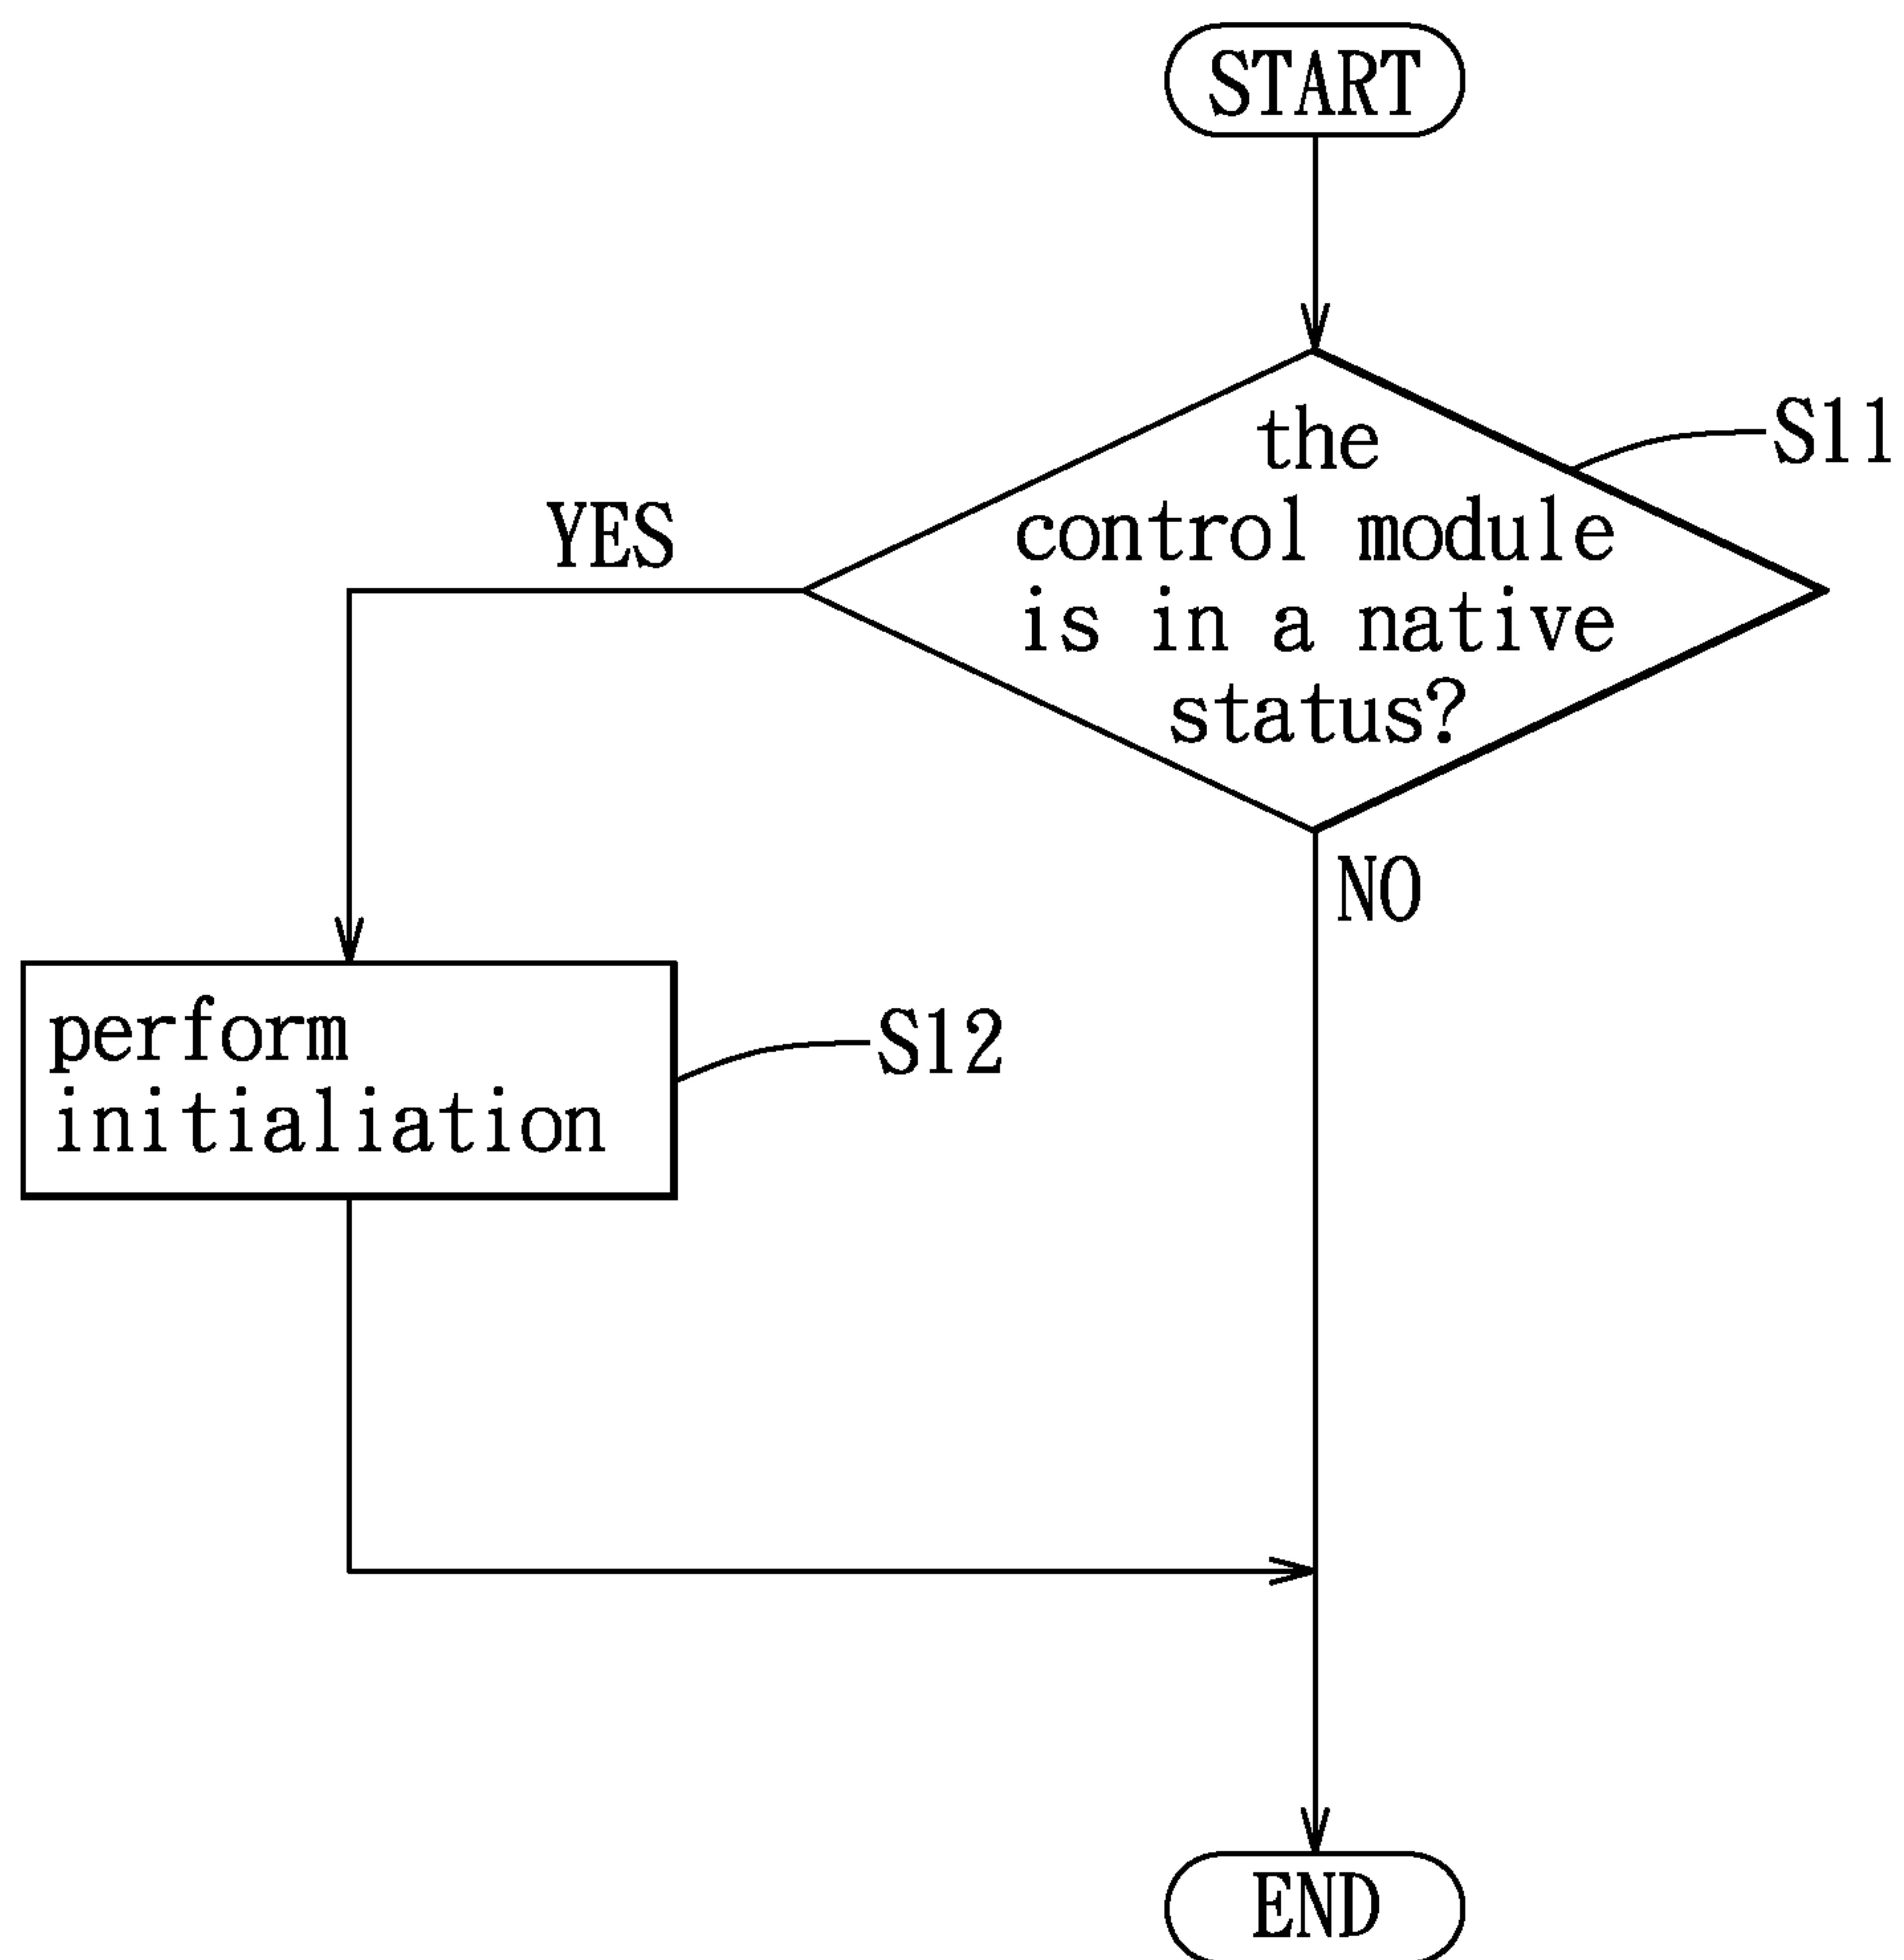 START
the
control module
is in a native
status?
S11
YES
NO
perform
initialiation
S12
END